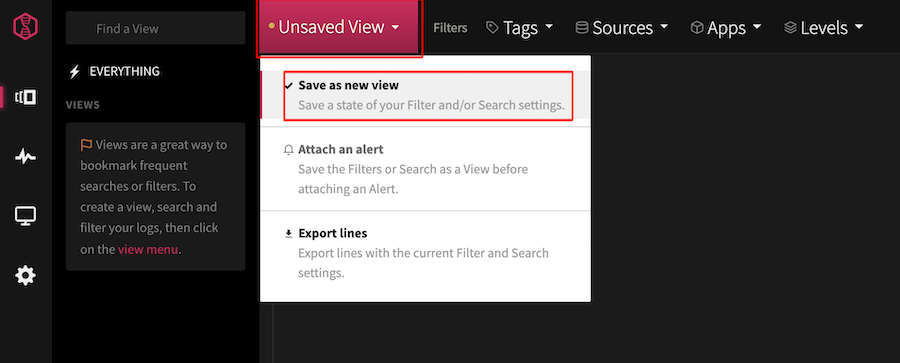 Find a View
Unsaved View
Filters
Tags
Sources
Apps
Levels
EVERYTHING
VIEWS
Views are a great way to
bookmark frequent
searches or filters. To
create a view, search and
filter your logs, then click
on the view menu.
Save as new view
Save a state of your Filter and/or Search settings.
Attach an alert
Save the Filters or Search as a View before
attaching an Alert.
Export lines
Export lines with the current Filter and Search
settings.